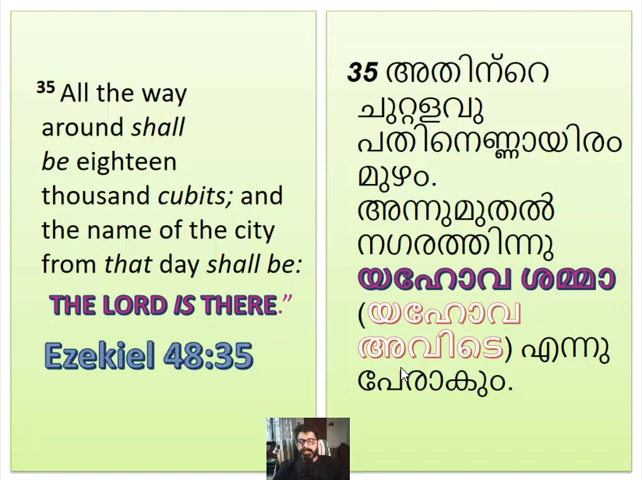 35 All the way
around shall
be eighteen
thousand cubits; and
the name of the city
from that day shall be:
THE LORD IS THERE.”
Ezekiel 48:35
35 അതിന്റെ
ചുറ്റളവു
പതിനെണ്ണായിരം
മുഴം.
അന്നുമുതൽ
നഗരത്തിന്നു
യഹോവ ശമ്മാ
(യഹോവ
അവിടെ) എന്നു
പേരാകും.